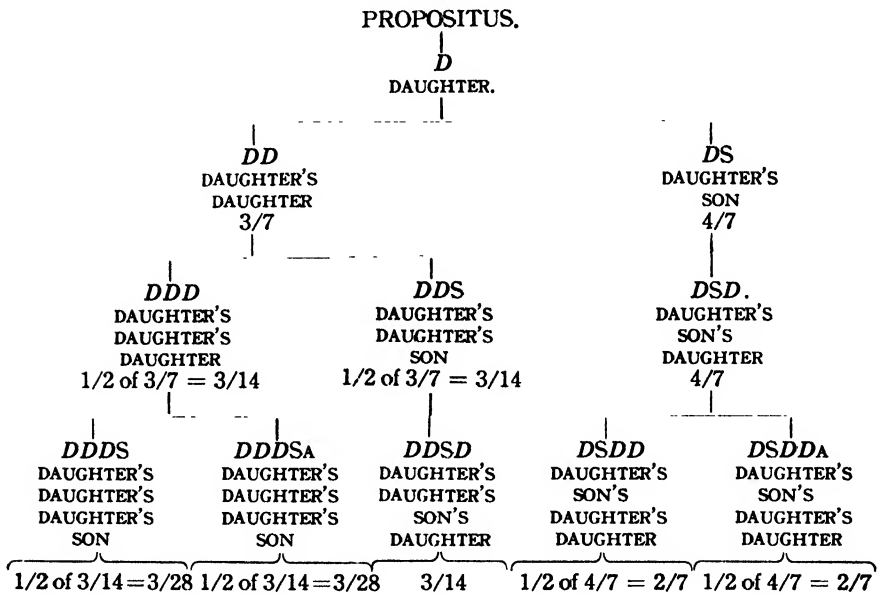 PROPOSITUS.
D
DAUGHTER.
DD
DAUGHTER'S
DAUGHTER
3/7
DS
DAUGHTER'S
SON
4/7
DDD
DAUGHTER'S
DAUGHTER'S
DAUGHTER
1/2 of 3/7 = 3/14
DDS
DAUGHTER'S
DAUGHTER'S
SON
1/2 of 3/7 = 3/14
DSD.
DAUGHTER'S
SON'S
DAUGHTER
4/7
DDDS
DAUGHTER'S
DAUGHTER'S
DAUGHTER'S
SON
1/2 of 3/14=3/28
DDDSA
DAUGHTER'S
DAUGHTER'S
DAUGHTER'S
SON
1/2 of 3/14=3/28
DDSD
DAUGHTER'S
DAUGHTER'S
SON'S
DAUGHTER
3/14
DSDD
DAUGHTER'S
SON'S
DAUGHTER'S
DAUGHTER
1/2 of 4/7 = 2/7
DSDDA
DAUGHTER'S
SON'S
DAUGHTER'S
DAUGHTER
1/2 of 4/7 = 2/7